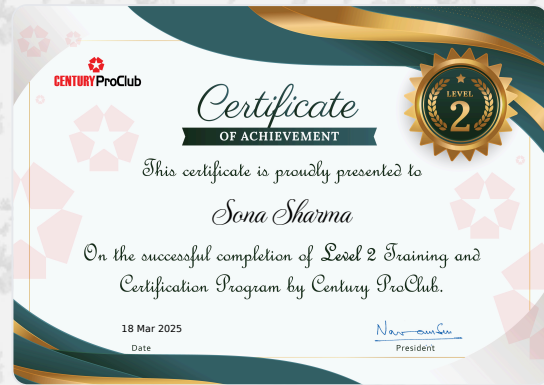 CENTURY ProClub
LEVEL
2
Certificate
OF ACHIEVEMENT
This certificate is proudly presented to
Sona Sharma
On the successful completion of Level 2 Training and
Certification Program by Century ProClub.
18 Mar 2025
Date
President